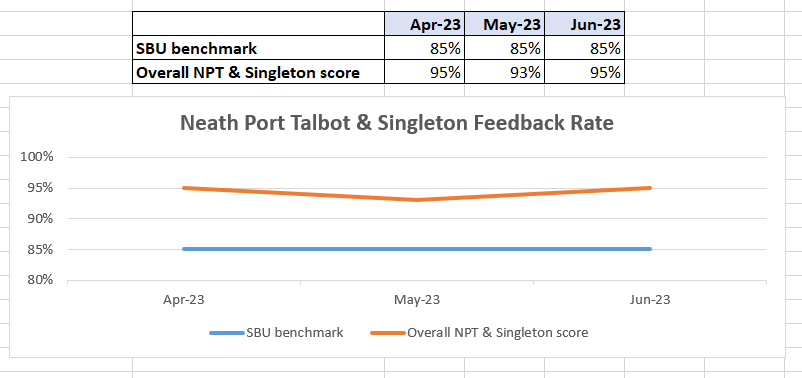 Apr-23 May-23 Jun-23
SBU benchmark 85% 85% 85%
Overall NPT & Singleton score 95% 93% 95%
Neath Port Talbot & Singleton Feedback Rate
100%
95%
90%
85%
80%
Apr-23 May-23 Jun-23
SBU benchmark Overall NPT & Singleton score